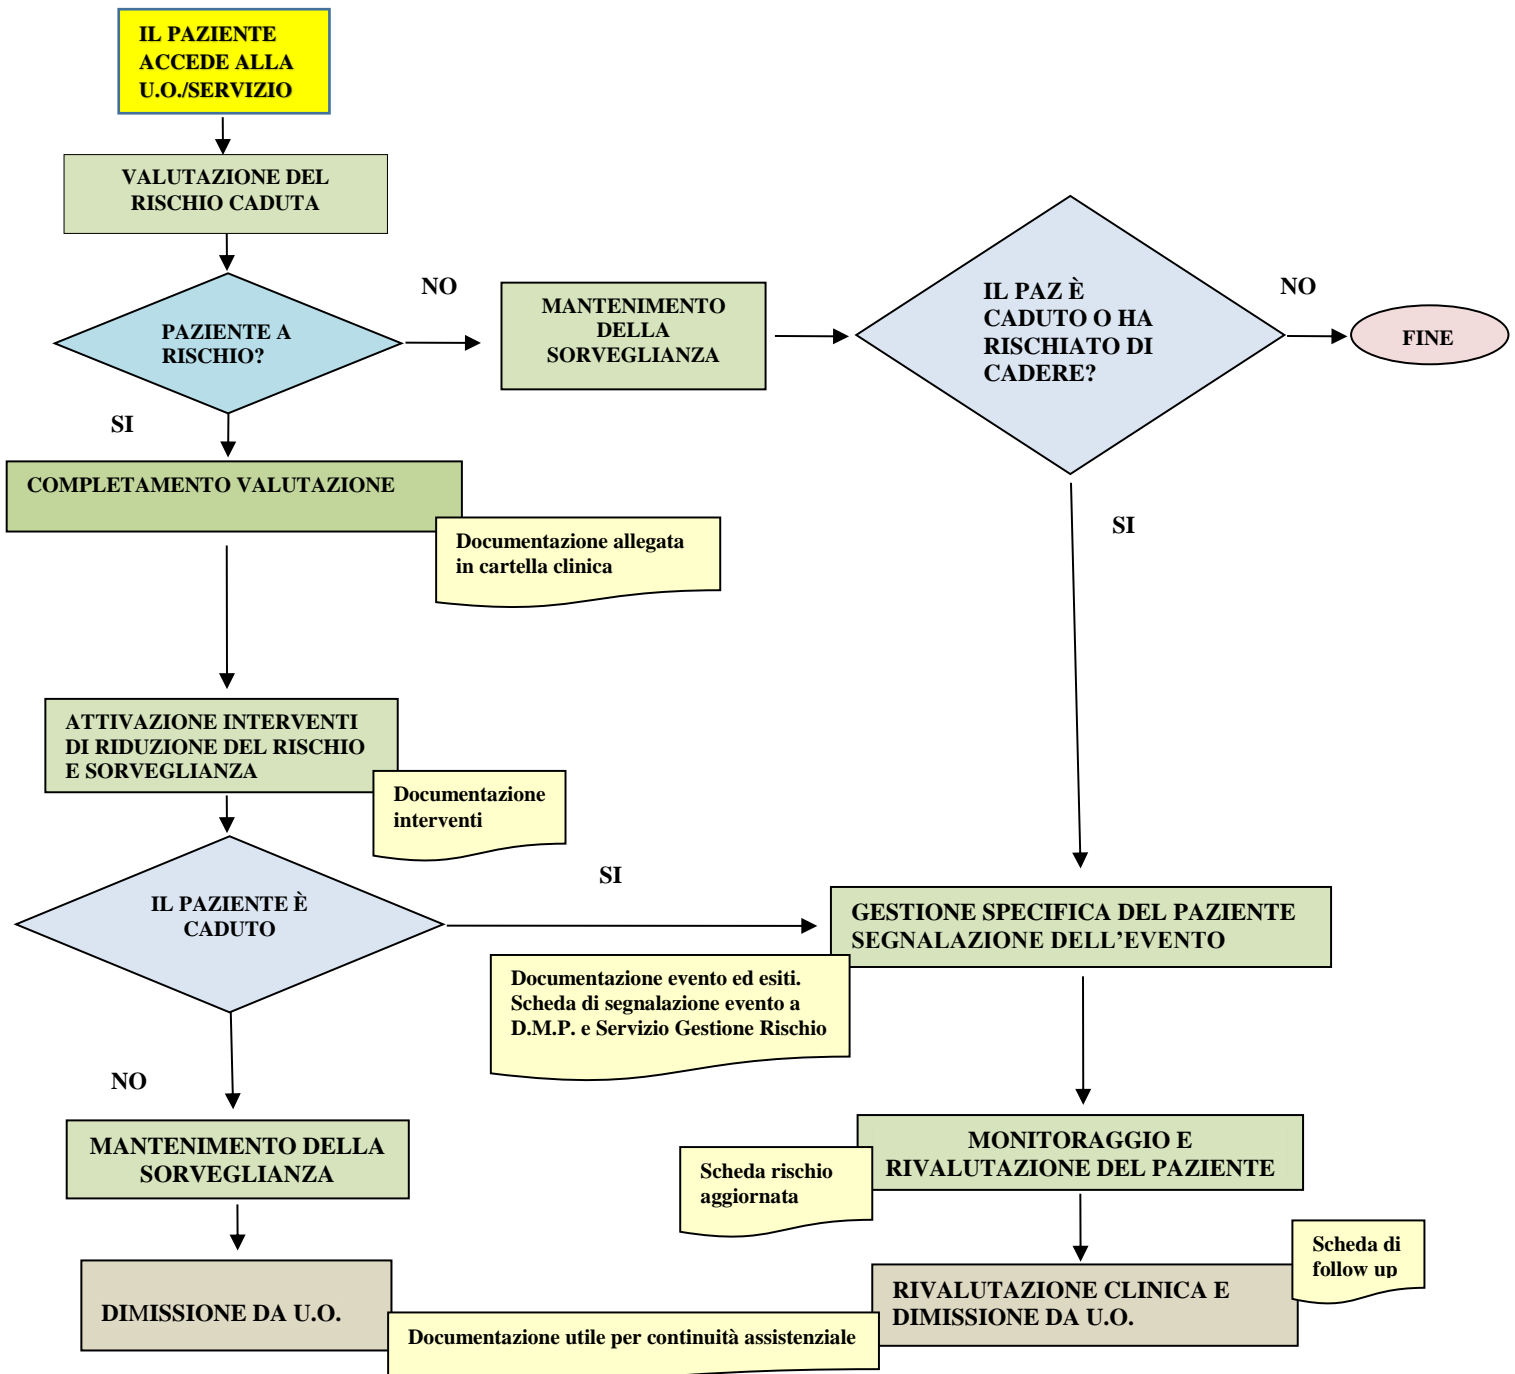 IL PAZIENTE
ACCEDE ALLA
U.O./SERVIZIO
VALUTAZIONE DEL
RISCHIO CADUTA
PAZIENTE A
RISCHIO?
NO
MANTENIMENTO
DELLA
SORVEGLIANZA
IL PAZ È
CADUTO O HA
RISCHIATO DI
CADERE?
NO
FINE
SI
COMPLETAMENTO VALUTAZIONE
Documentazione allegata
in cartella clinica
SI
ATTIVAZIONE INTERVENTI
DI RIDUZIONE DEL RISCHIO
E SORVEGLIANZA
Documentazione
interventi
IL PAZIENTE È
CADUTO
SI
GESTIONE SPECIFICA DEL PAZIENTE
SEGNALAZIONE DELL’EVENTO
Documentazione evento ed esiti.
Scheda di segnalazione evento a
D.M.P. e Servizio Gestione Rischio
NO
MANTENIMENTO DELLA
SORVEGLIANZA
MONITORAGGIO E
RIVALUTAZIONE DEL PAZIENTE
Scheda rischio
aggiornata
DIMISSIONE DA U.O.
RIVALUTAZIONE CLINICA E
DIMISSIONE DA U.O.
Scheda di
follow up
Documentazione utile per continuità assistenziale